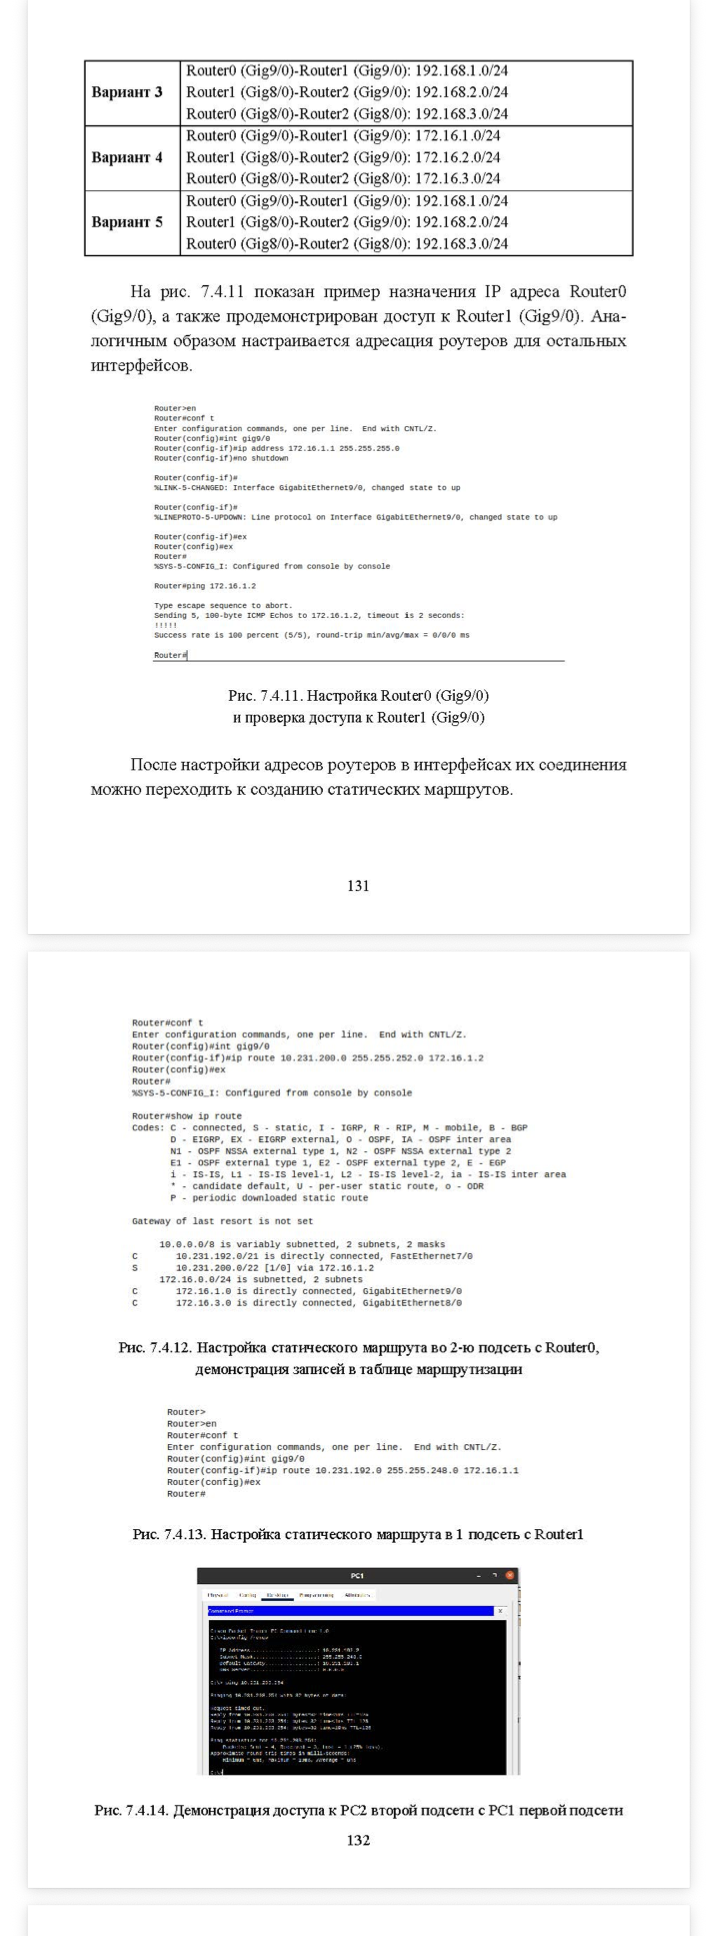 Вариант 3
Router0 (Gig9/0)-Router1 (Gig9/0): 192.168.1.0/24
Router1 (Gig8/0)-Router2 (Gig9/0): 192.168.2.0/24
Router0 (Gig8/0)-Router2 (Gig8/0): 192.168.3.0/24
Вариант 4
Router0 (Gig9/0)-Router1 (Gig9/0): 172.16.1.0/24
Router1 (Gig8/0)-Router2 (Gig9/0): 172.16.2.0/24
Router0 (Gig8/0)-Router2 (Gig8/0): 172.16.3.0/24
Вариант 5
Router0 (Gig9/0)-Router1 (Gig9/0): 192.168.1.0/24
Router1 (Gig8/0)-Router2 (Gig9/0): 192.168.2.0/24
Router0 (Gig8/0)-Router2 (Gig8/0): 192.168.3.0/24
На рис. 7.4.11 показан пример назначения IP адреса Router0
(Gig9/0), а также продемонстрирован доступ к Router1 (Gig9/0). Ана-
логичным образом настраивается адресация роутеров для остальных
интерфейсов.
Router>en
Router#conf t
Enter configuration commands, one per line.  End with CNTL/Z.
Router(config)#int gig9/0
Router(config-if)#ip address 172.16.1.1 255.255.255.0
Router(config-if)#no shutdown
Router(config-if)#
%LINK-5-CHANGED: Interface GigabitEthernet9/0, changed state to up
Router(config-if)#
%LINEPROTO-5-UPDOWN: Line protocol on Interface GigabitEthernet9/0, changed state to up
Router(config-if)#ex
Router(config)#ex
Router#
%SYS-5-CONFIG_I: Configured from console by console
Router#ping 172.16.1.2
Type escape sequence to abort.
Sending 5, 100-byte ICMP Echos to 172.16.1.2, timeout is 2 seconds:
!!!!!
Success rate is 100 percent (5/5), round-trip min/avg/max = 0/0/0 ms
Router#
Рис. 7.4.11. Настройка Router0 (Gig9/0)
и проверка доступа к Router1 (Gig9/0)
После настройки адресов роутеров в интерфейсах их соединения
можно переходить к созданию статических маршрутов.
131
Router#conf t
Enter configuration commands, one per line.  End with CNTL/Z.
Router(config)#int gig9/0
Router(config-if)#ip route 10.231.200.0 255.255.252.0 172.16.1.2
Router(config)#ex
Router#
%SYS-5-CONFIG_I: Configured from console by console
Router#show ip route
Codes: C - connected, S - static, I - IGRP, R - RIP, M - mobile, B - BGP
D - EIGRP, EX - EIGRP external, O - OSPF, IA - OSPF inter area
N1 - OSPF NSSA external type 1, N2 - OSPF NSSA external type 2
E1 - OSPF external type 1, E2 - OSPF external type 2, E - EGP
i - IS-IS, L1 - IS-IS level-1, L2 - IS-IS level-2, ia - IS-IS inter area
* - candidate default, U - per-user static route, o - ODR
P - periodic downloaded static route
Gateway of last resort is not set
10.0.0.0/8 is variably subnetted, 2 subnets, 2 masks
C 10.231.192.0/21 is directly connected, FastEthernet7/0
S 10.231.200.0/22 [1/0] via 172.16.1.2
172.16.0.0/24 is subnetted, 2 subnets
C 172.16.1.0 is directly connected, GigabitEthernet9/0
C 172.16.3.0 is directly connected, GigabitEthernet8/0
Рис. 7.4.12. Настройка статического маршрута во 2-ю подсеть с Router0,
демонстрация записей в таблице маршрутизации
Router>
Router>en
Router#conf t
Enter configuration commands, one per line.  End with CNTL/Z.
Router(config)#int gig9/0
Router(config-if)#ip route 10.231.192.0 255.255.248.0 172.16.1.1
Router(config)#ex
Router#
Рис. 7.4.13. Настройка статического маршрута в 1 подсеть с Router1
PC1
Physical Config Desktop Programming Attributes
Command Prompt X
Рис. 7.4.14. Демонстрация доступа к PC2 второй подсети с PC1 первой подсети
132